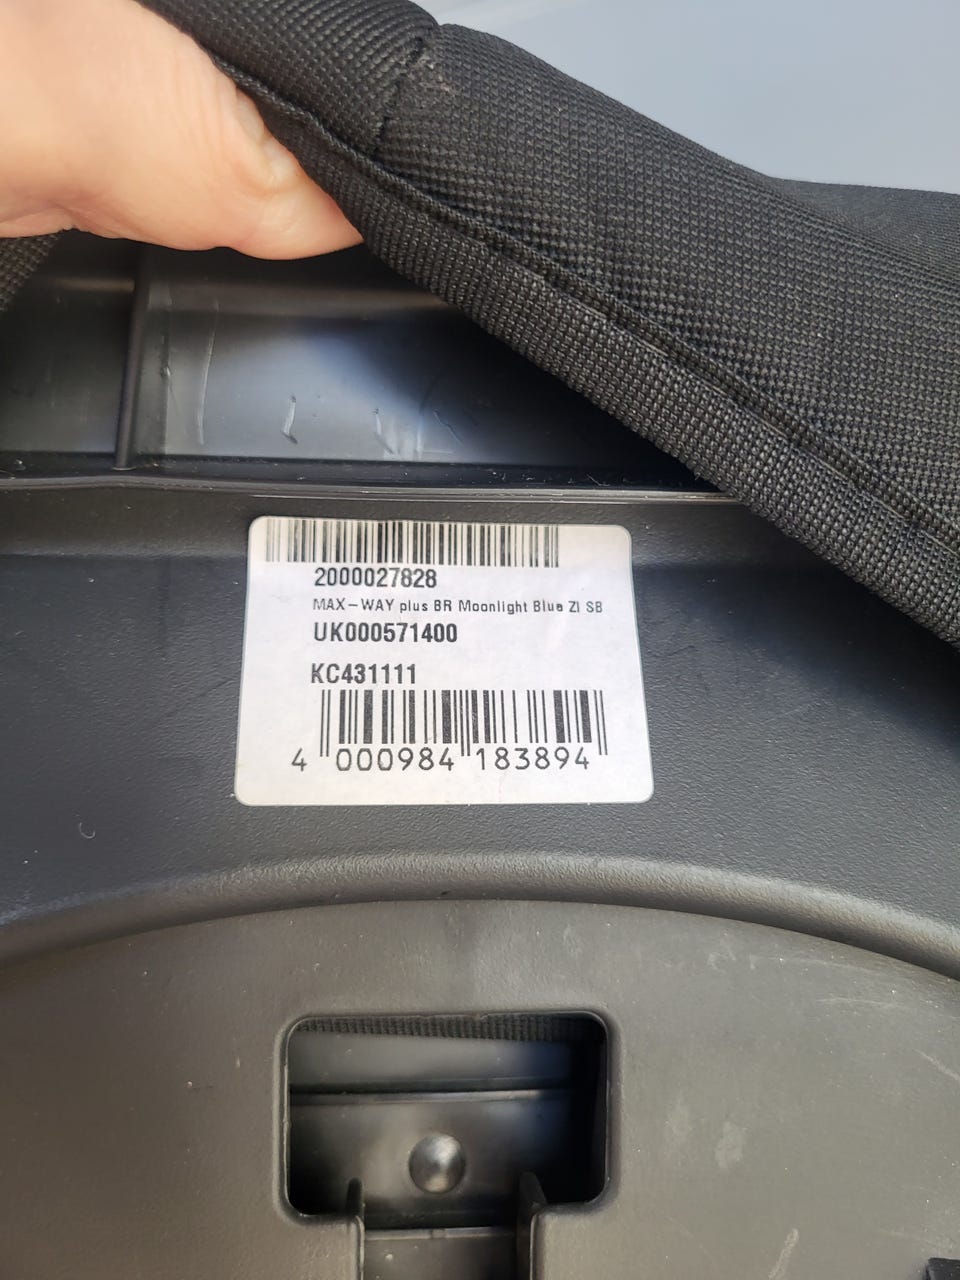 2000027828
MAX-WAY plus BR Moonlight Blue ZI SB
UK000571400
KC431111
4 000984 183894